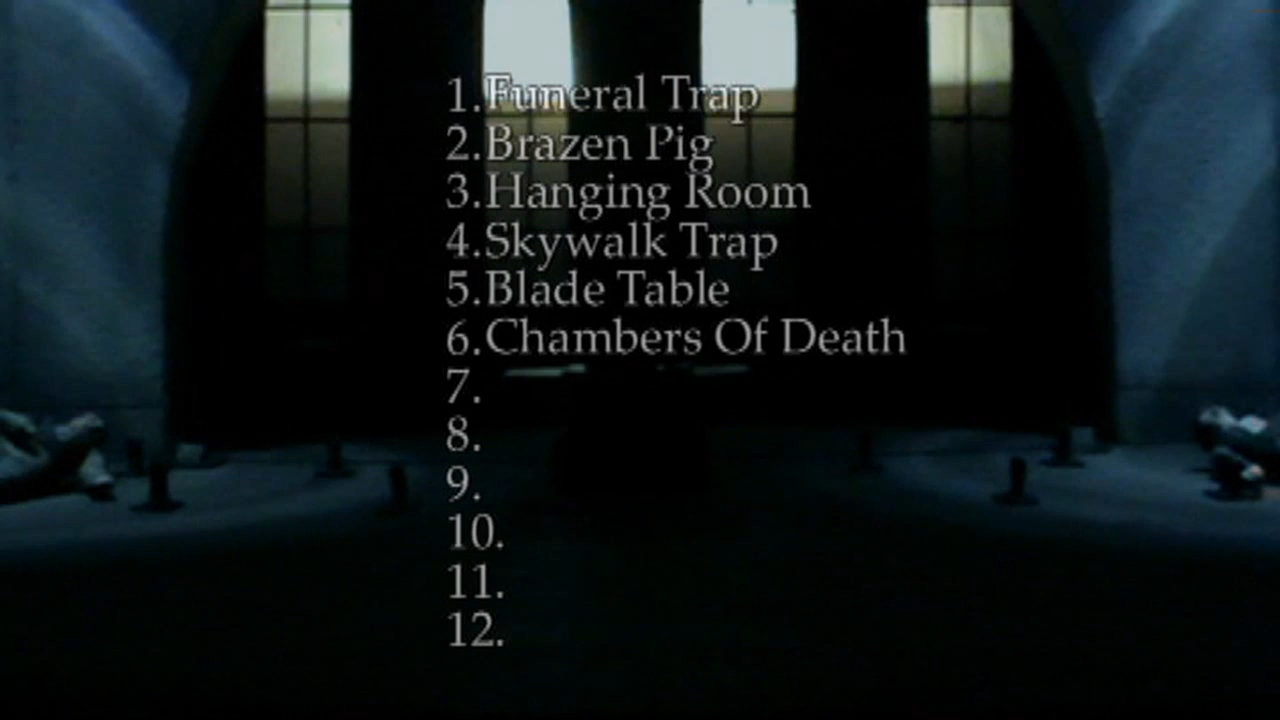 1.Funeral Trap
2.Brazen Pig
3.Hanging Room
4.Skywalk Trap
5.Blade Table
6.Chambers Of Death
7.
8.
9.
10.
11.
12.